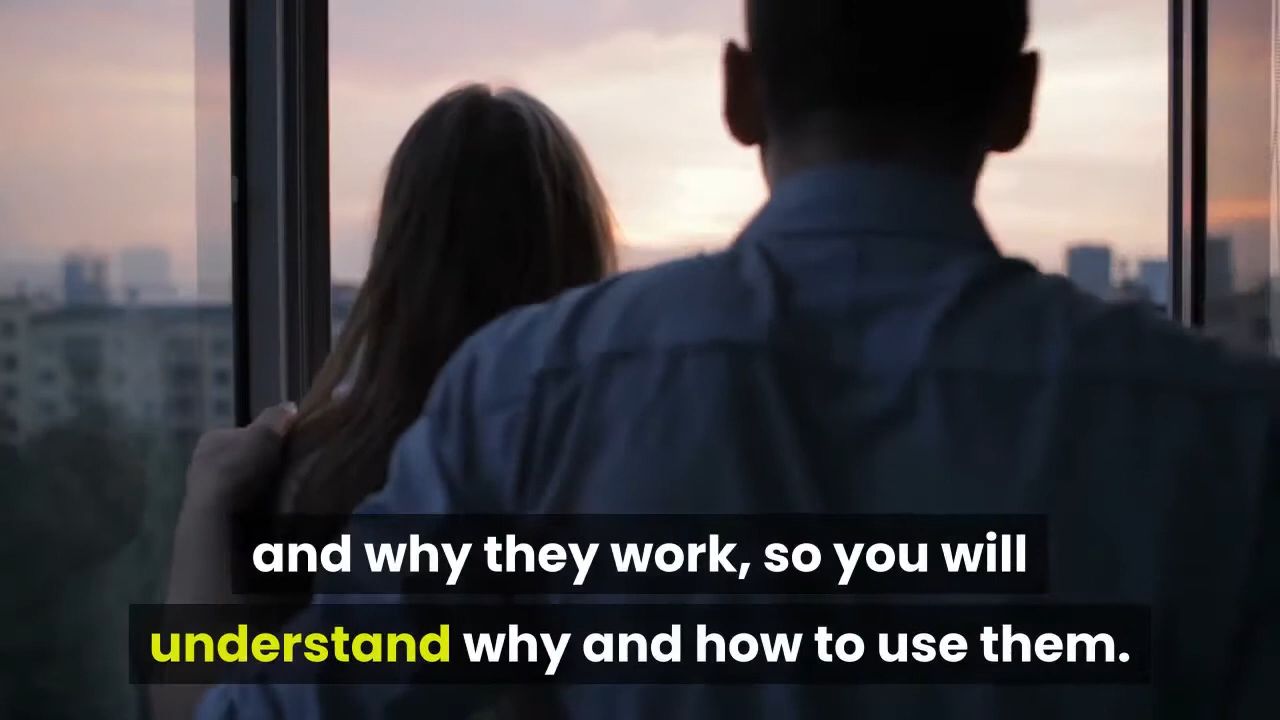 and why they work, so you will
understand why and how to use them.